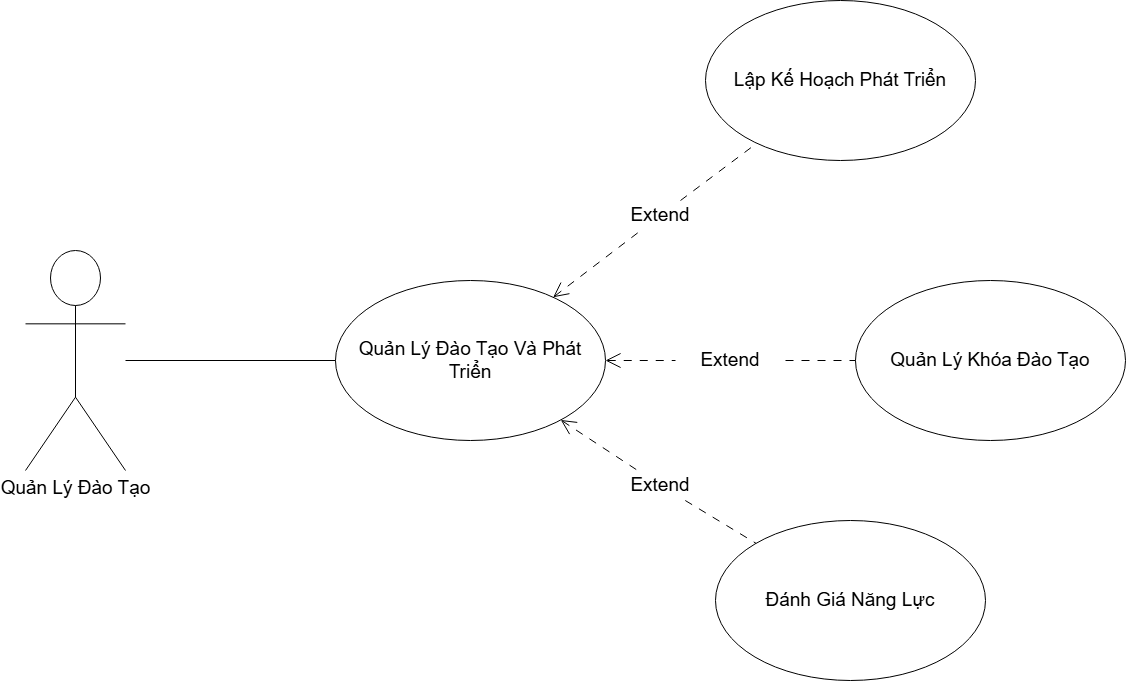 Lập Kế Hoạch Phát Triển
Extend
Quản Lý Đào Tạo Và Phát
Triển
Extend
Quản Lý Khóa Đào Tạo
Quản Lý Đào Tạo
Extend
Đánh Giá Năng Lực